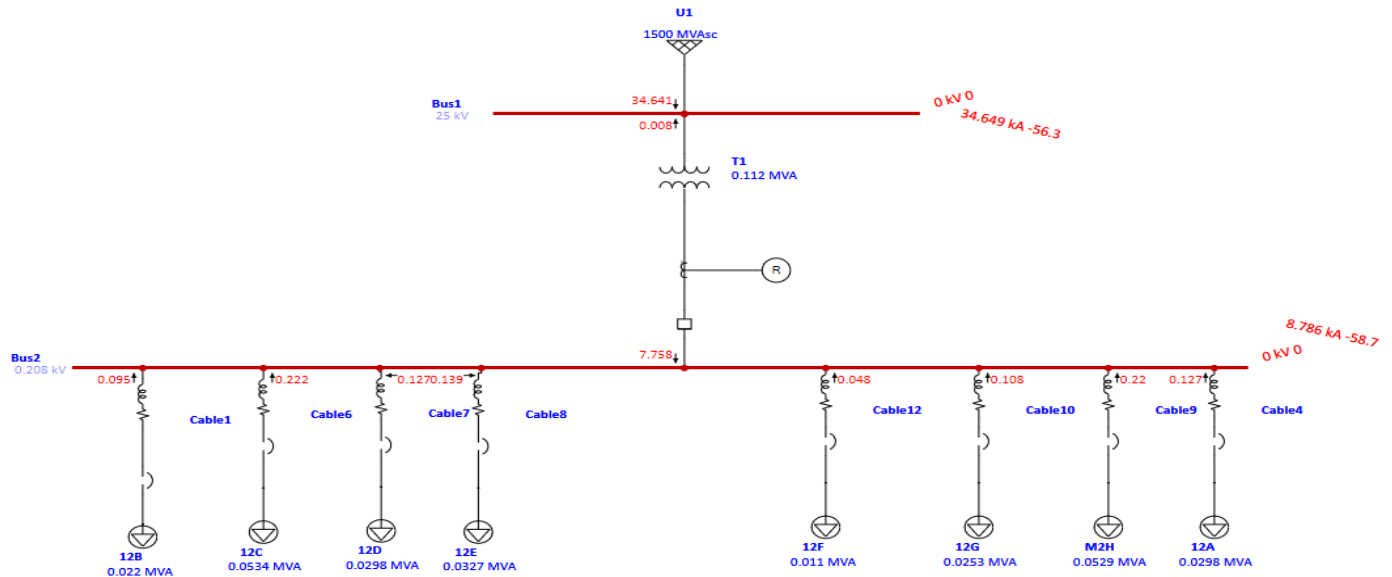 U1
1500 MVAsc
Bus1
25 kV
34.641
0.008
0 kV 0
34.649 kA -56.3
T1
0.112 MVA
R
8.786 kA -58.7
0 kV 0
Bus2
0.208 kV
7.758
0.095
0.222
0.127
0.139
0.048
0.108
0.22
0.127
Cable1
Cable6
Cable7
Cable8
Cable12
Cable10
Cable9
Cable4
12B
0.022 MVA
12C
0.0534 MVA
12D
0.0298 MVA
12E
0.0327 MVA
12F
0.011 MVA
12G
0.0253 MVA
M2H
0.0529 MVA
12A
0.0298 MVA